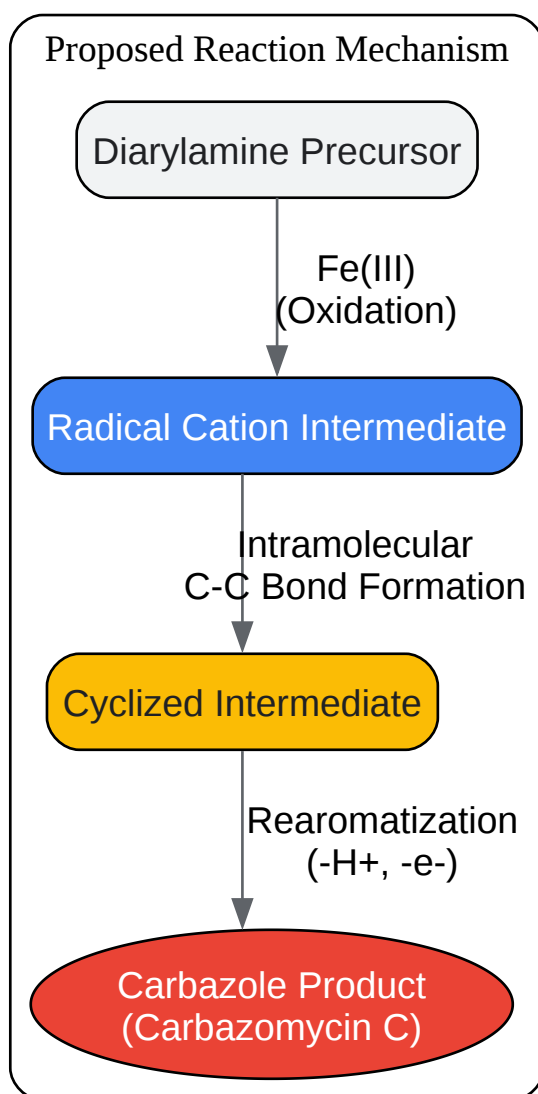 Proposed Reaction Mechanism
Diarylamine Precursor
Fe(III)
(Oxidation)
Radical Cation Intermediate
Intramolecular
C-C Bond Formation
Cyclized Intermediate
Rearomatization
(-H+, -e-)
Carbazole Product
(Carbazomycin C)